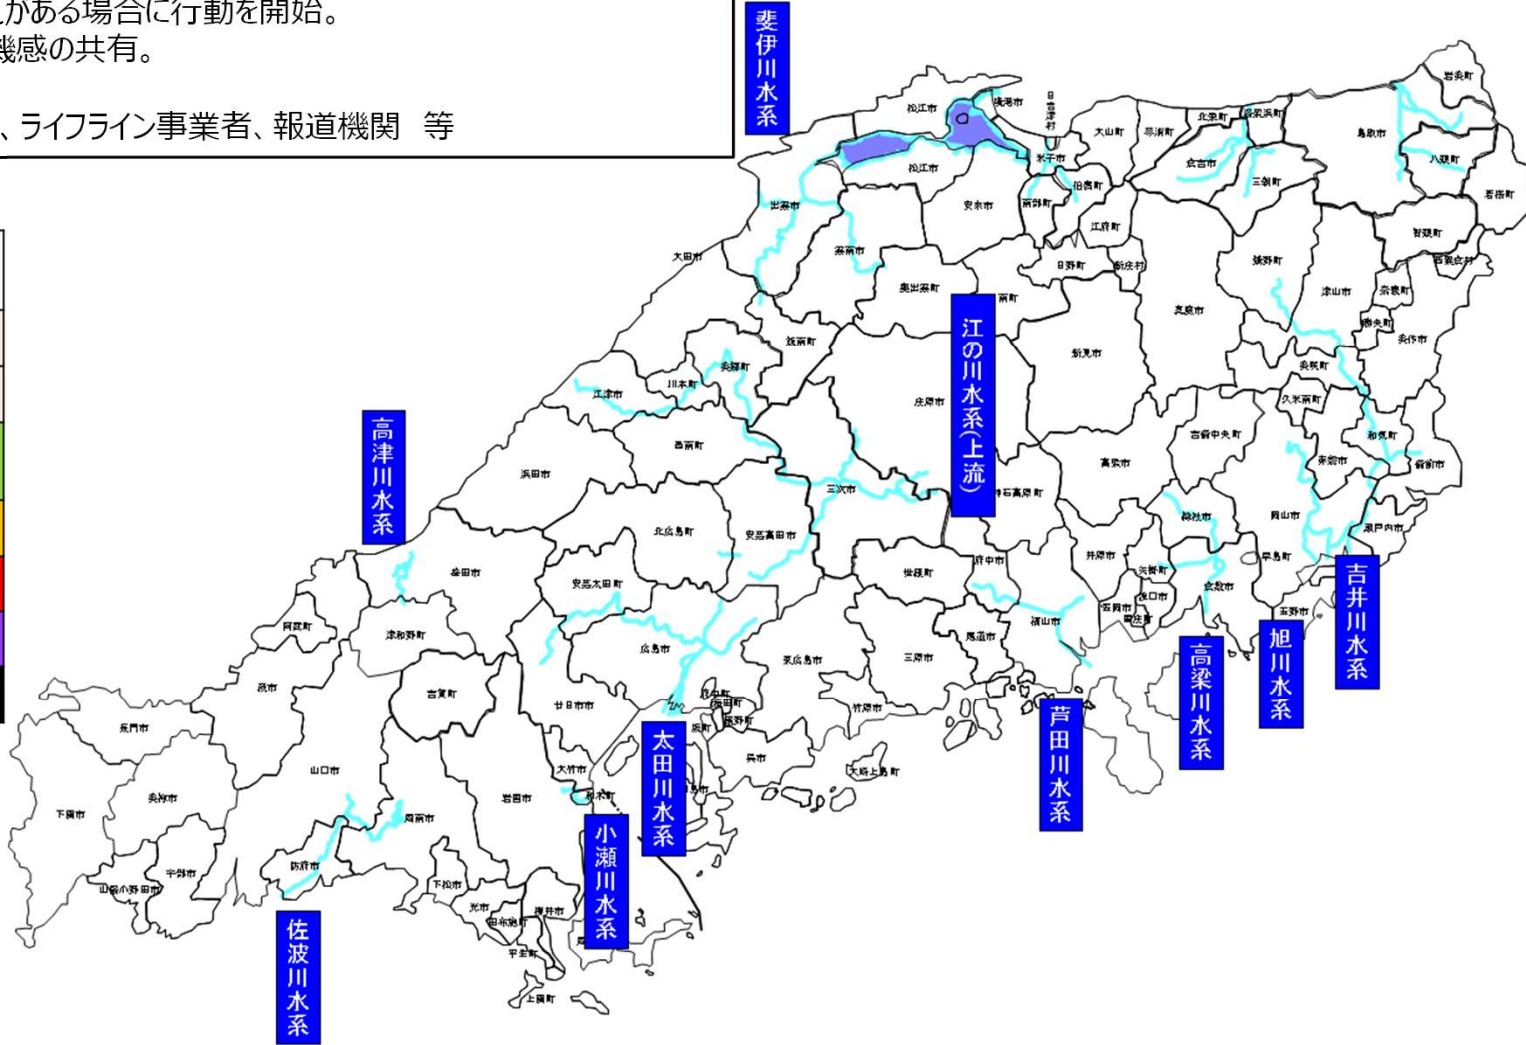 がある場合に行動を開始。
機感の共有。
、ライフライン事業者、報道機関　等
斐伊川水系
江の川水系(上流)
高津川水系
吉井川水系
旭川水系
高梁川水系
芦田川水系
太田川水系
小瀬川水系
佐波川水系
岩美町
松江市
境港市
日吉津村
大山町
琴浦町
北栄町
湯梨浜町
鳥取市
八頭町
若桜町
米子市
倉吉市
三朝町
松江市
伯耆町
南部町
安来市
出雲市
江府町
智頭町
雲南市
大田市
日野町
新庄村
鏡野町
西粟倉村
奥出雲町
南町
津山市
奈義町
真庭市
勝央町
美作市
飯南町
新見市
美郷町
美咲町
川本町
江津市
庄原市
久米南町
邑南町
吉備中央町
和気町
高梁市
赤磐市
備前市
浜田市
三次市
神石高原町
総社市
岡山市
瀬戸内市
北広島町
安芸高田市
井原市
早島町
益田市
安芸太田町
世羅町
府中市
矢掛町
倉敷市
浅口市
笠岡市
里庄町
玉野市
阿武町
津和野町
福山市
尾道市
広島市
東広島市
三原市
萩市
吉賀町
廿日市市
府中町
海田町
熊野町
坂町
竹原市
長門市
呉市
大崎上島町
山口市
大竹市
和木町
岩国市
美祢市
下関市
周南市
防府市
宇部市
山陽小野田市
下松市
光市
田布施町
柳井市
平生町
上関町